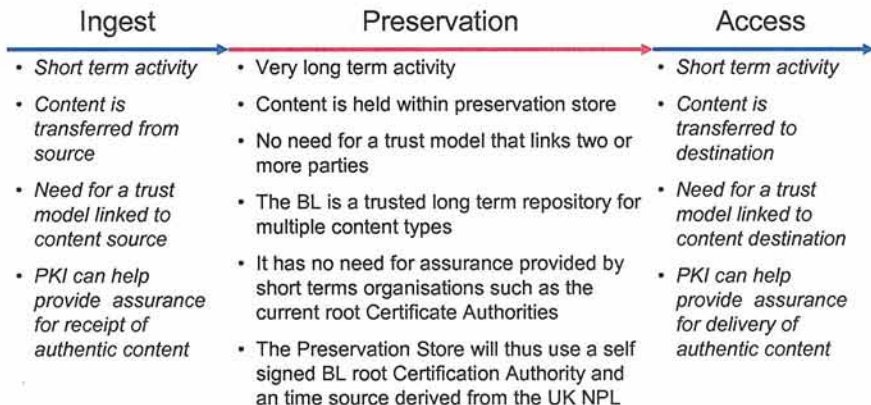 Ingest
• Short term activity
• Content is
transferred from
source
• Need for a trust
model linked to
content source
• PKI can help
provide assurance
for receipt of
authentic content
Preservation
• Very long term activity
• Content is held within preservation store
• No need for a trust model that links two or
more parties
• The BL is a trusted long term repository for
multiple content types
• It has no need for assurance provided by
short terms organisations such as the
current root Certificate Authorities
• The Preservation Store will thus use a self
signed BL root Certification Authority and
an time source derived from the UK NPL
Access
• Short term activity
• Content is
transferred to
destination
• Need for a trust
model linked to
content destination
• PKI can help
provide assurance
for delivery of
authentic content